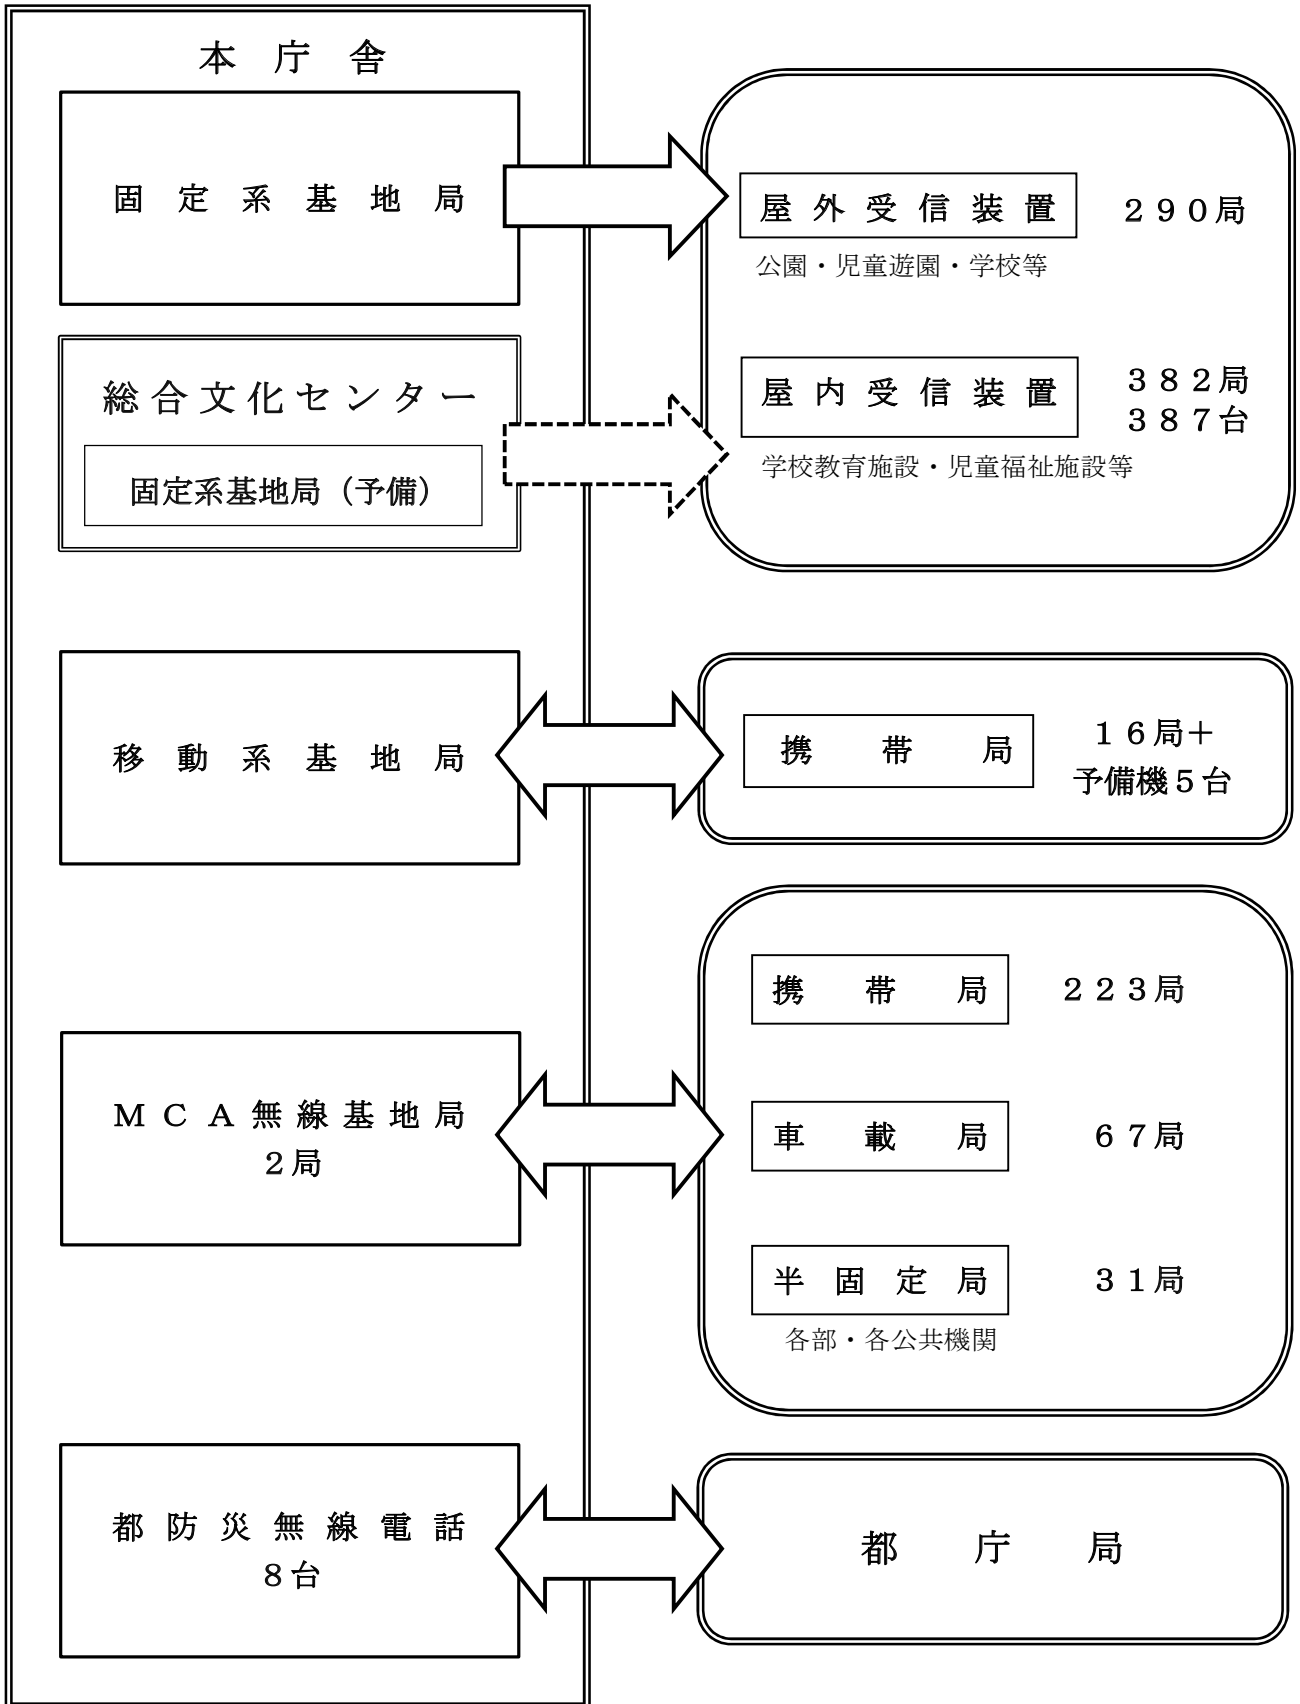 本庁舎
固定系基地局
屋外受信装置 290局
公園・児童遊園・学校等
総合文化センター
固定系基地局（予備）
屋内受信装置 382局
387台
学校教育施設・児童福祉施設等
移動系基地局
携帯局 16局＋
予備機5台
MCA無線基地局
2局
携帯局 223局
車載局 67局
半固定局 31局
各部・各公共機関
都防災無線電話
8台
都庁局